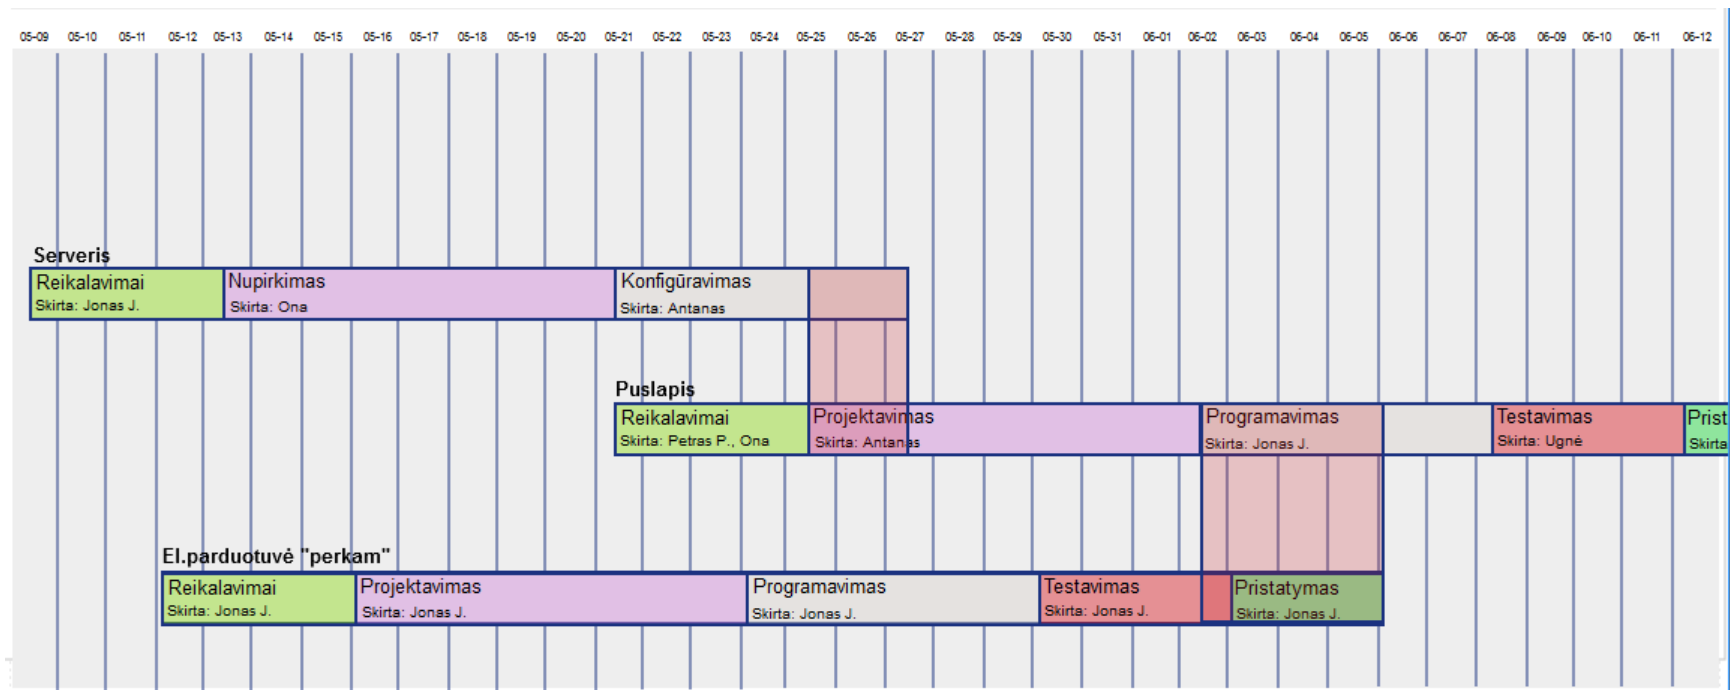 05-09 05-10 05-11 05-12 05-13 05-14 05-15 05-16 05-17 05-18 05-19 05-20 05-21 05-22 05-23 05-24 05-25 05-26 05-27 05-28 05-29 05-30 05-31 06-01 06-02 06-03 06-04 06-05 06-06 06-07 06-08 06-09 06-10 06-11 06-12
Serveris
Reikalavimai Nupirkimas Konfigūravimas
Skirta: Jonas J. Skirta: Ona Skirta: Antanas
Puslapis
Reikalavimai Projektavimas Programavimas Testavimas Prist
Skirta: Petras P., Ona Skirta: Antanas Skirta: Jonas J. Skirta: Ugnė Skirta
El.parduotuvė "perkam"
Reikalavimai Projektavimas Programavimas Testavimas Pristatymas
Skirta: Jonas J. Skirta: Jonas J. Skirta: Jonas J. Skirta: Jonas J. Skirta: Jonas J.